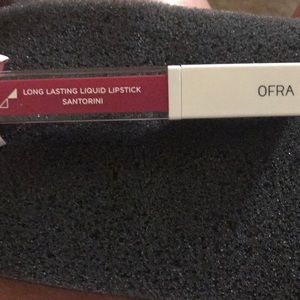 LONG LASTING LIQUID LIPSTICK
SANTORINI
OFRA